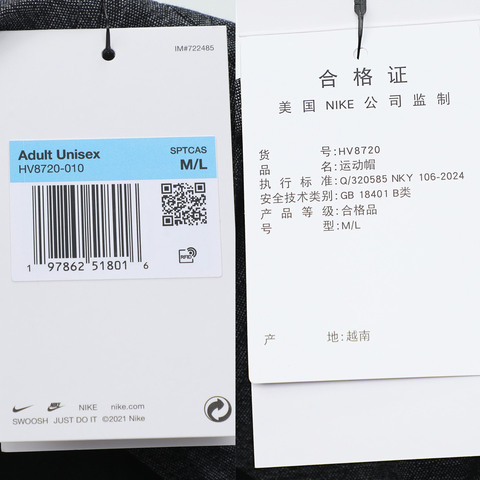 IM#722485
Adult Unisex
SPTCAS
HV8720-010
M/L
RFID
1 97862 51801 6
NIKE nike.com
SWOOSH JUST DO IT ©2021 Nike
合格证
美国 NIKE 公司监制
货 号:HV8720
品 名:运动帽
执行标准:Q/320585 NKY 106-2024
安全技术类别:GB 18401 B类
产品等级:合格品
号 型:M/L
产 地:越南